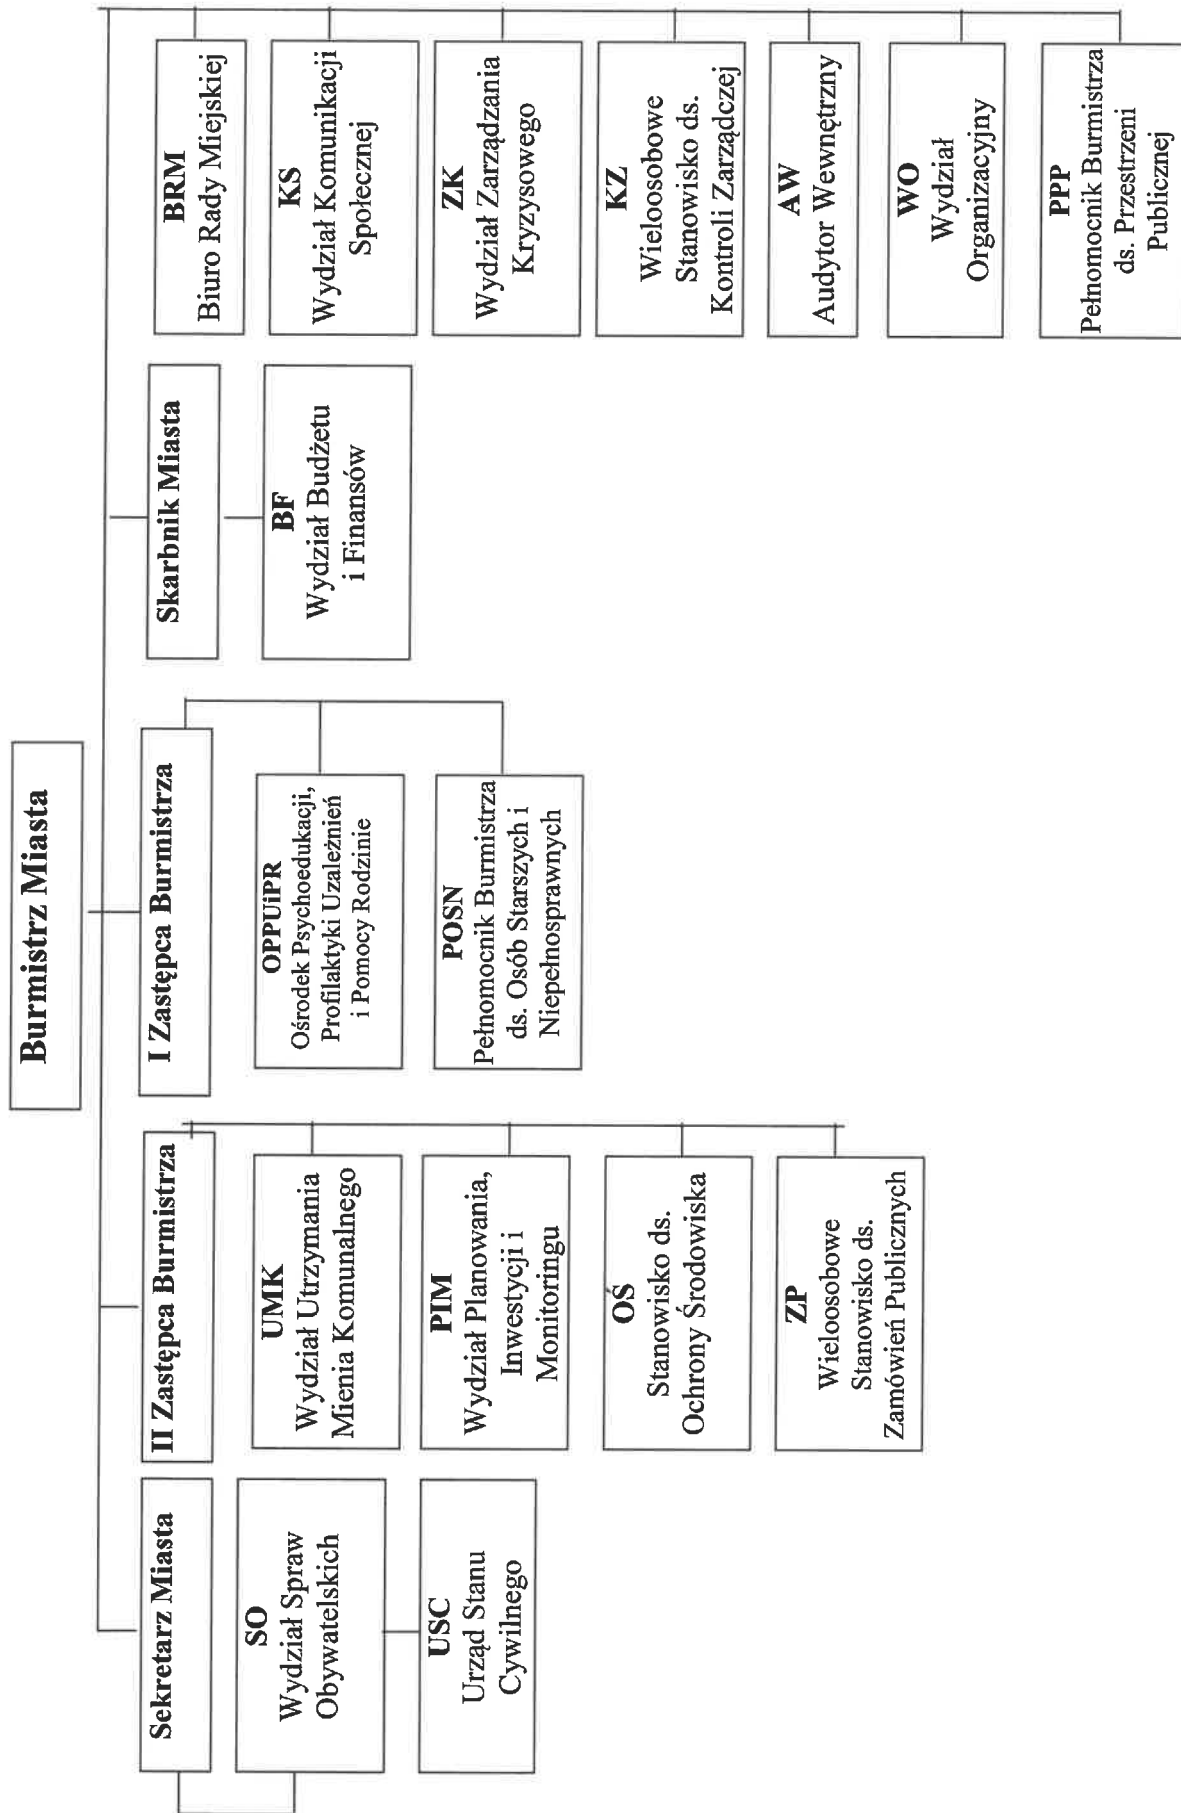 Burmistrz Miasta
Sekretarz Miasta
SO
Wydział Spraw
Obywatelskich
USC
Urząd Stanu
Cywilnego
II Zastępca Burmistrza
UMK
Wydział Utrzymania
Mienia Komunalnego
PIM
Wydział Planowania,
Inwestycji i
Monitoringu
OŚ
Stanowisko ds.
Ochrony Środowiska
ZP
Wieloosobowe
Stanowisko ds.
Zamówień Publicznych
I Zastępca Burmistrza
OPPUiPR
Ośrodek Psychoedukacji,
Profilaktyki Uzależnień
i Pomocy Rodzinie
POSN
Pełnomocnik Burmistrza
ds. Osób Starszych i
Niepełnosprawnych
Skarbnik Miasta
BF
Wydział Budżetu
i Finansów
BRM
Biuro Rady Miejskiej
KS
Wydział Komunikacji
Społecznej
ZK
Wydział Zarządzania
Kryzysowego
KZ
Wieloosobowe
Stanowisko ds.
Kontroli Zarządczej
AW
Audytor Wewnętrzny
WO
Wydział
Organizacyjny
PPP
Pełnomocnik Burmistrza
ds. Przestrzeni
Publicznej